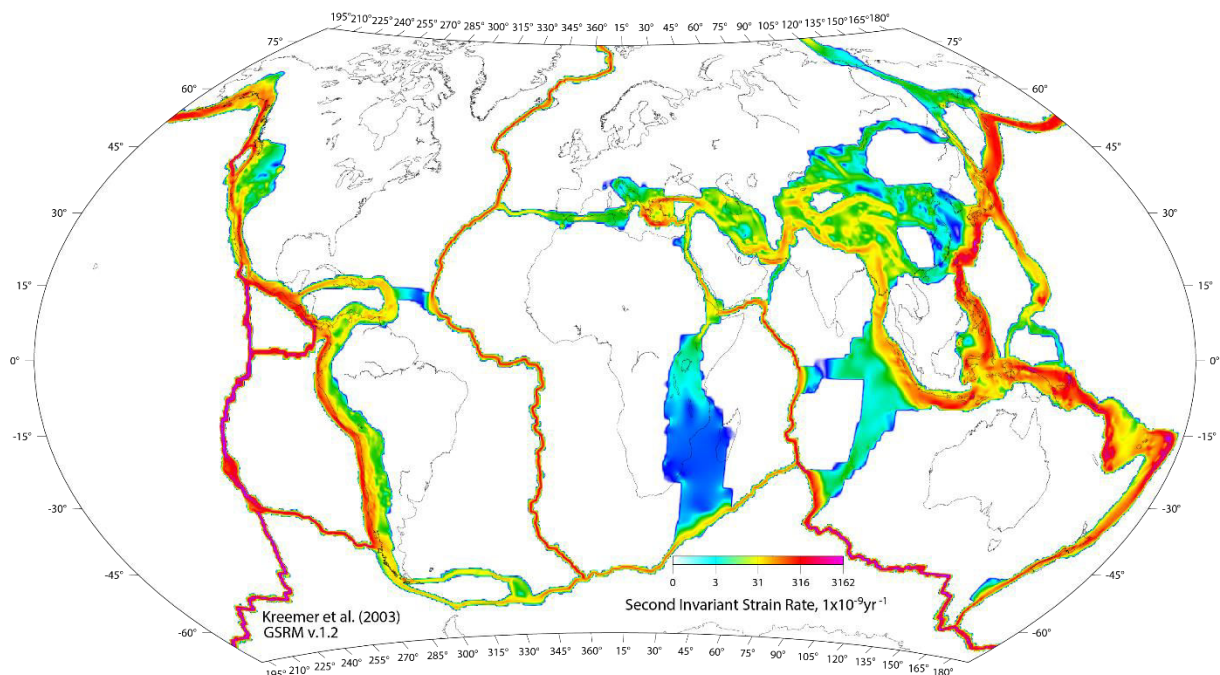 195° 210° 225° 240° 255° 270° 285° 300° 315° 330° 345° 360° 15° 30° 45° 60° 75° 90° 105° 120° 135° 150° 165° 180°
75° 75°
60° 60°
45° 45°
30° 30°
15° 15°
0° 0°
-15° -15°
-30° -30°
0 3 31 316 3162
-45° -45°
Second Invariant Strain Rate, 1x10⁻⁹yr⁻¹
Kreemer et al. (2003)
GSRM v.1.2
-60° -60°
195° 210° 225° 240° 255° 270° 285° 300° 315° 330° 345° 360° 15° 30° 45° 60° 75° 90° 105° 120° 135° 150° 165° 180°